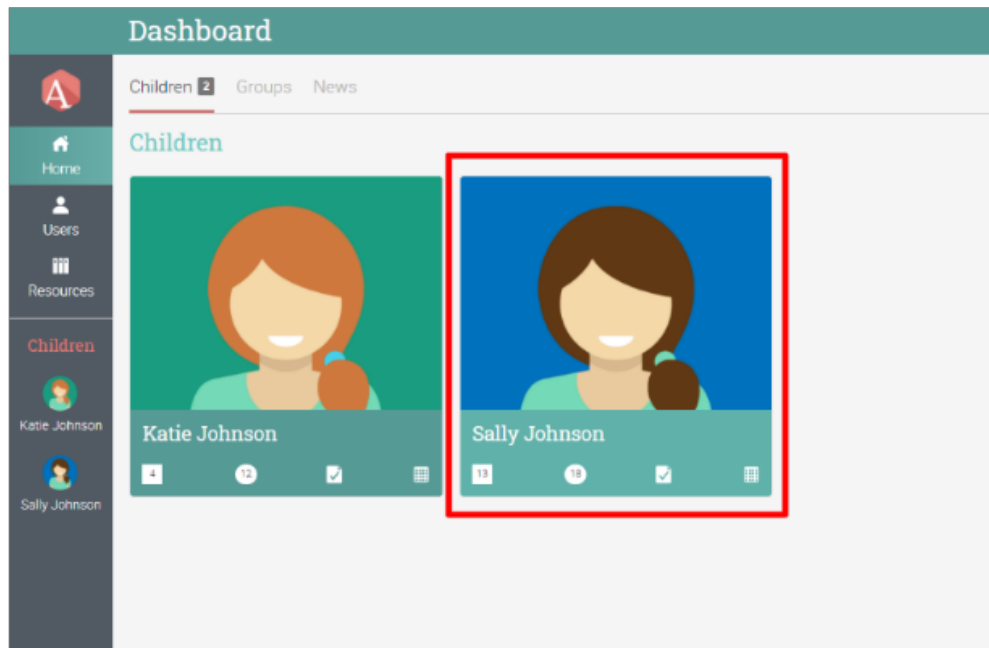 Dashboard
A
Home
Users
Resources
Children
Katie Johnson
Sally Johnson
Children 2 Groups News
Children
Katie Johnson
4 12
Sally Johnson
13 18